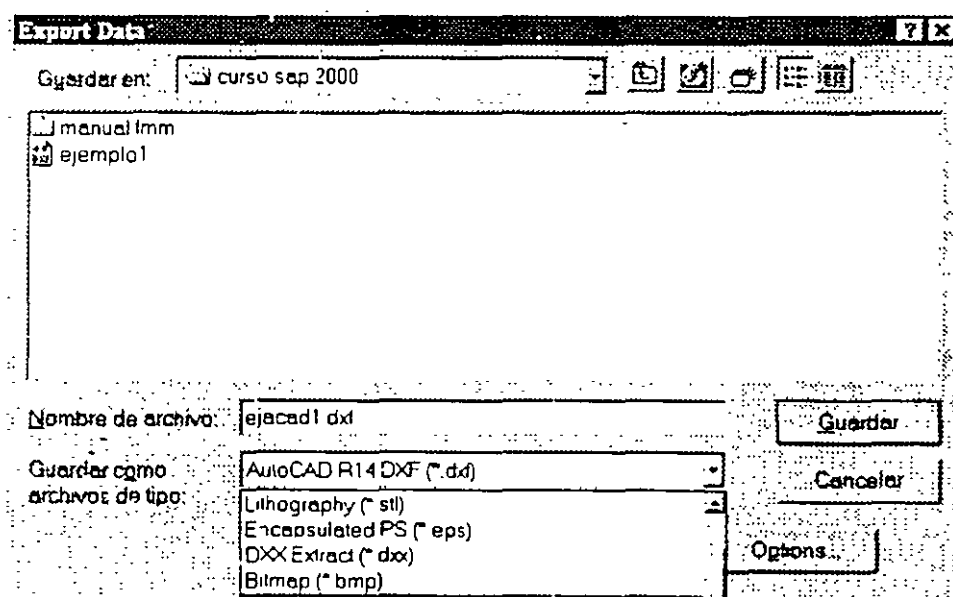 Export Data
Guardar en: curso sap 2000
manual lmm
ejemplo1
Nombre de archivo: ejacad1.dxf
Guardar
Guardar como archivos de tipo: AutoCAD R14 DXF (*.dxf)
Cancelar
Lithography (*.stl)
Encapsulated PS (*.eps)
DXX Extract (*.dxx)
Options...
Bitmap (*.bmp)